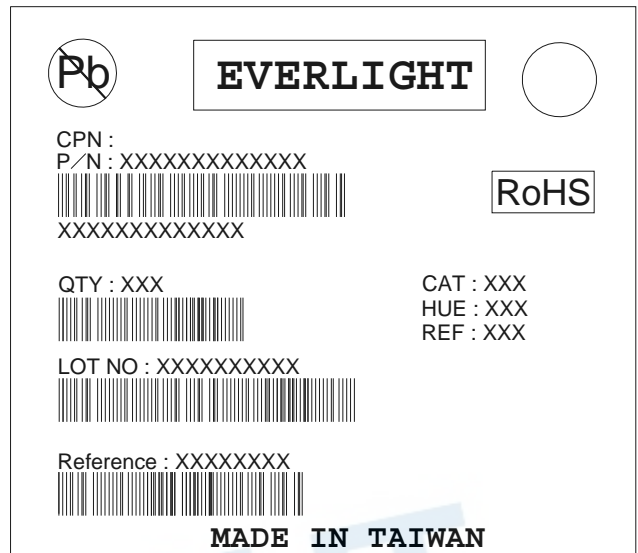 Pb
EVERLIGHT
CPN :
P/N : XXXXXXXXXXXXX
RoHS
XXXXXXXXXXXXX
QTY : XXX
CAT : XXX
HUE : XXX
REF : XXX
LOT NO : XXXXXXXXXX
Reference : XXXXXXXX
MADE IN TAIWAN